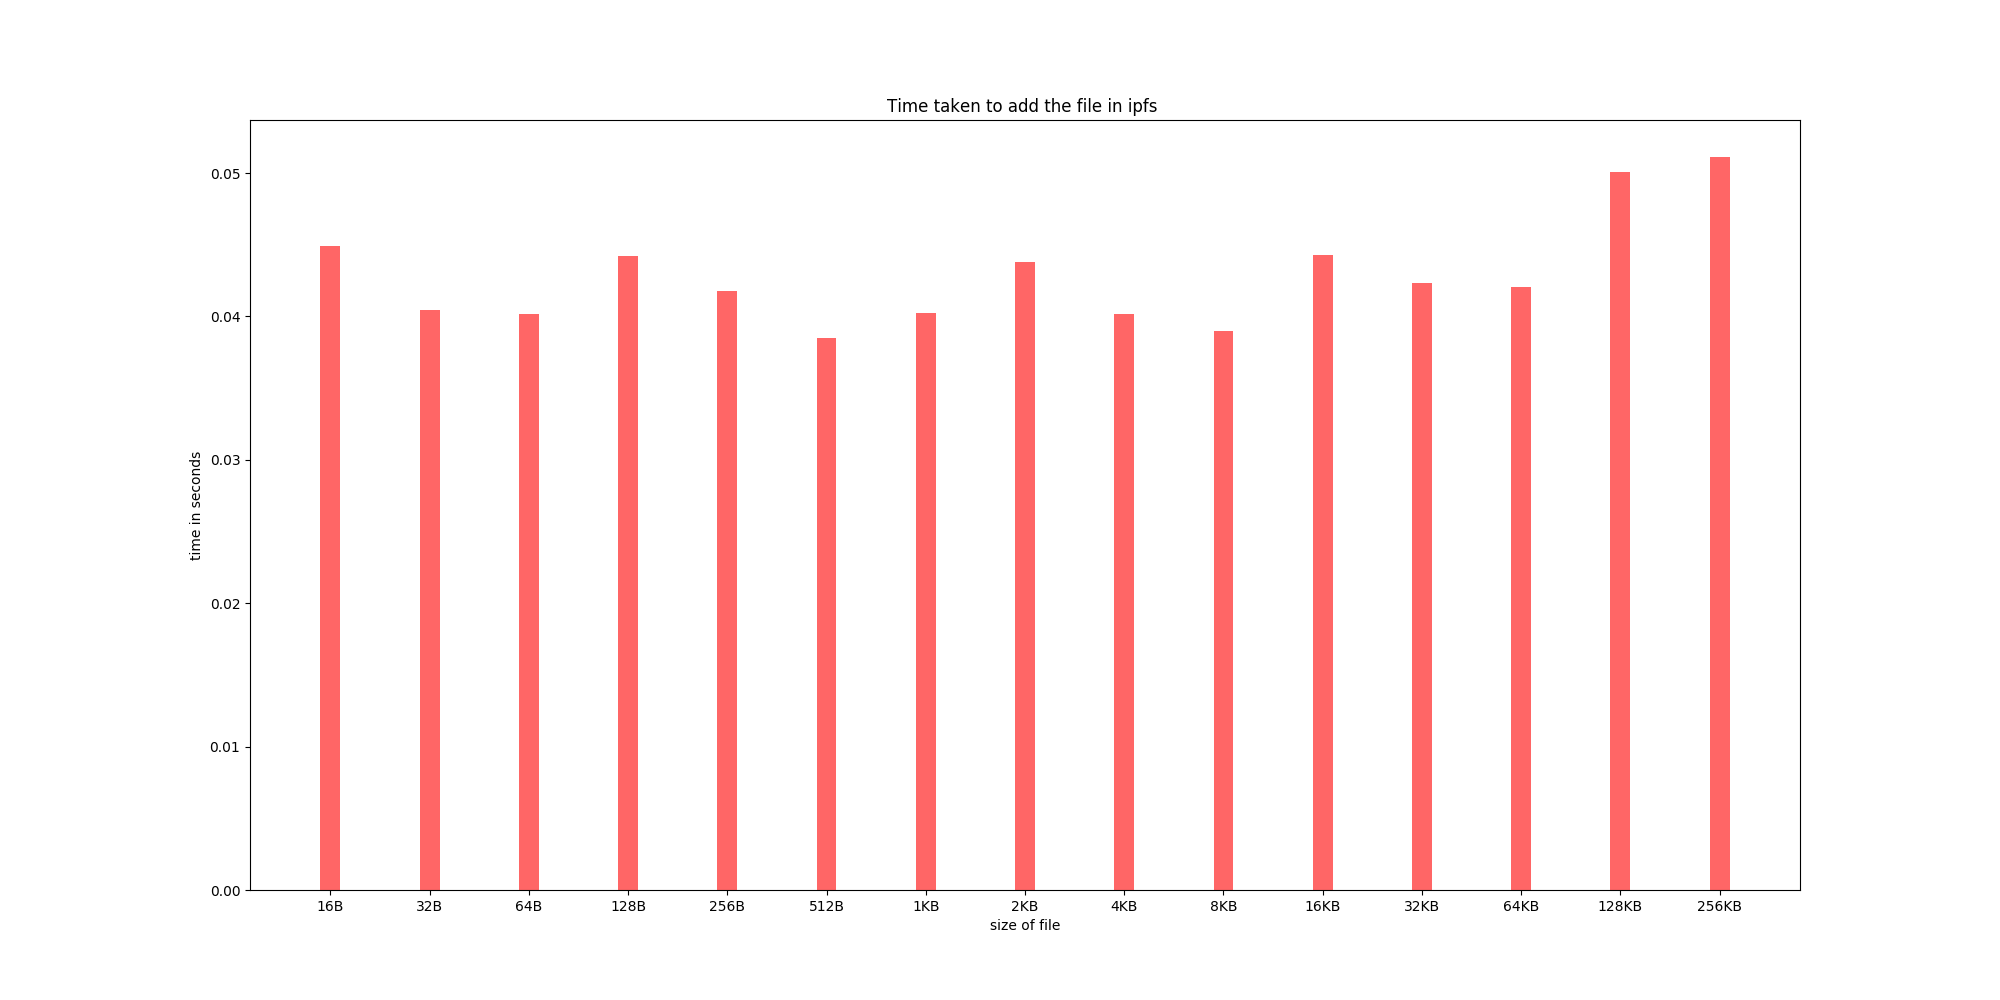 Time taken to add the file in ipfs
0.05
0.04
0.03
0.02
0.01
0.00
time in seconds
16B 32B 64B 128B 256B 512B 1KB 2KB 4KB 8KB 16KB 32KB 64KB 128KB 256KB
size of file